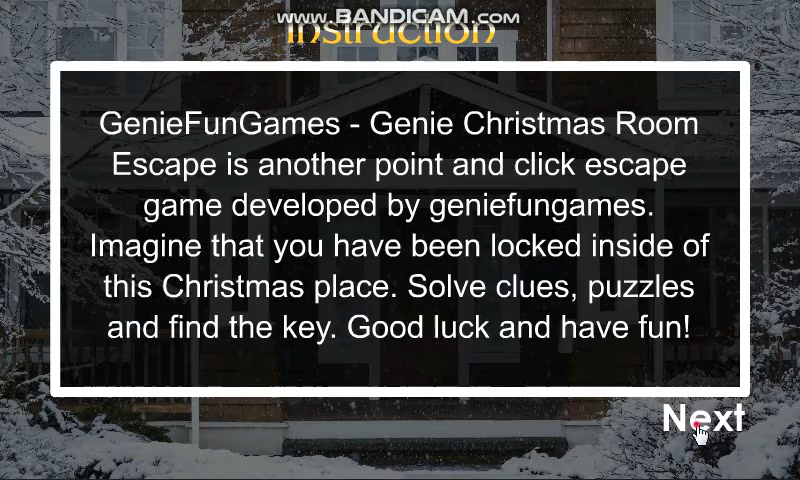 www.BANDICAM.com
Instruction
GenieFunGames - Genie Christmas Room
Escape is another point and click escape
game developed by geniefungames.
Imagine that you have been locked inside of
this Christmas place. Solve clues, puzzles
and find the key. Good luck and have fun!
Next